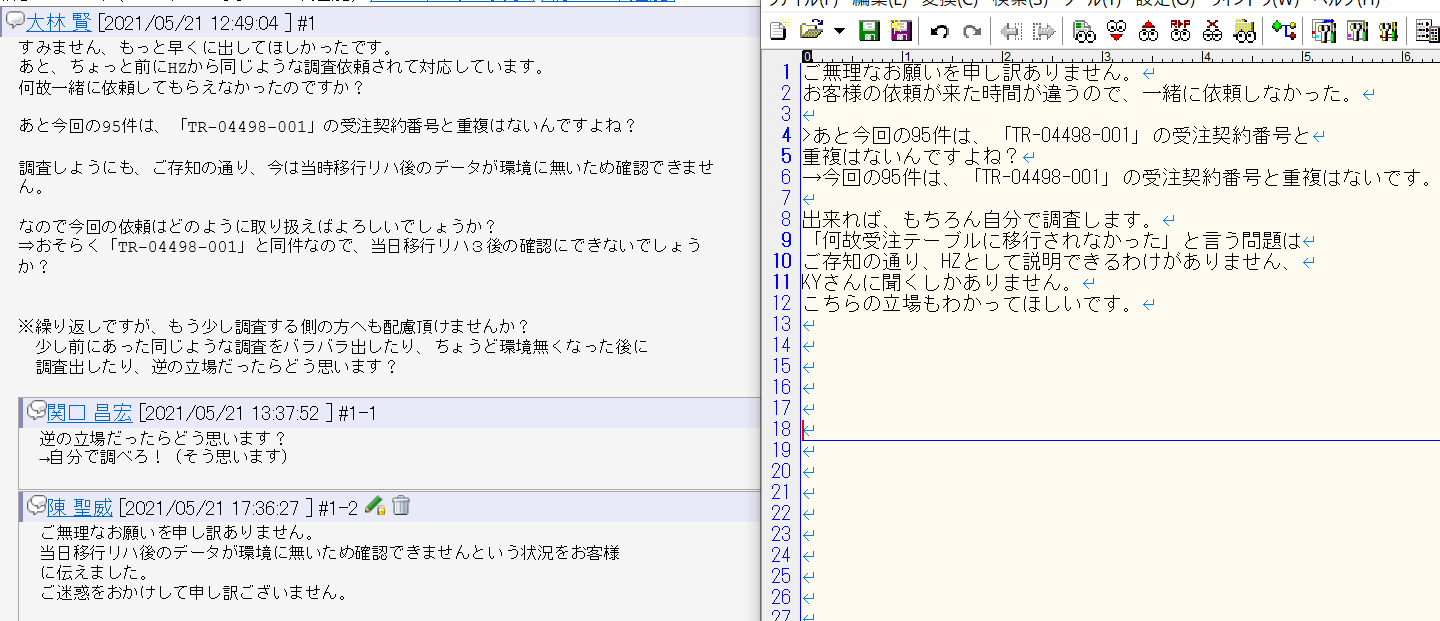 大林 賢 [2021/05/21 12:49:04 ] #1
すみません、もっと早くに出してほしかったです。
あと、ちょっと前にHZから同じような調査依頼されて対応しています。
何故一緒に依頼してもらえなかったのですか？
あと今回の95件は、「TR-04498-001」の受注契約番号と重複はないんですよね？
調査しようにも、ご存知の通り、今は当時移行リハ後のデータが環境に無いため確認できませ
ん。
なので今回の依頼はどのように取り扱えばよろしいでしょうか？
⇒おそらく「TR-04498-001」と同件なので、当日移行リハ３後の確認にできないでしょう
か？
※繰り返しですが、もう少し調査する側の方へも配慮頂けませんか？
少し前にあった同じような調査をバラバラ出したり、ちょうど環境無くなった後に
調査出したり、逆の立場だったらどう思います？
関口 昌宏 [2021/05/21 13:37:52 ] #1-1
逆の立場だったらどう思います？
→自分で調べろ！（そう思います）
陳 聖威 [2021/05/21 17:36:27 ] #1-2
ご無理なお願いを申し訳ありません。
当日移行リハ後のデータが環境に無いため確認できませんという状況をお客様
に伝えました。
ご迷惑をおかけして申し訳ございません。
0 1 2 3 4 5 6
1 ご無理なお願いを申し訳ありません。
2 お客様の依頼が来た時間が違うので、一緒に依頼しなかった。
3
4 >あと今回の95件は、「TR-04498-001」の受注契約番号と
5 重複はないんですよね？
6 →今回の95件は、「TR-04498-001」の受注契約番号と重複はないです。
7
8 出来れば、もちろん自分で調査します。
9 「何故受注テーブルに移行されなかった」と言う問題は
10 ご存知の通り、HZとして説明できるわけがありません、
11 KYさんに聞くしかありません。
12 こちらの立場もわかってほしいです。
13
14
15
16
17
18
19
20
21
22
23
24
25
26
27